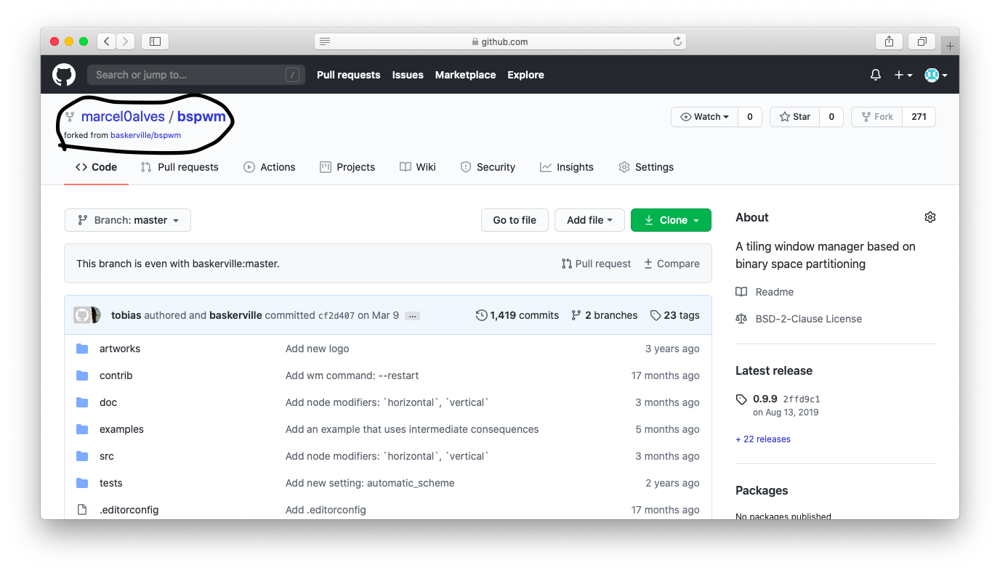 github.com
Search or jump to... /
Pull requests Issues Marketplace Explore
marcel0alves / bspwm
forked from baskerville/bspwm
Watch 0 Star 0 Fork 271
Code Pull requests Actions Projects Wiki Security Insights Settings
Branch: master
Go to file Add file Clone
This branch is even with baskerville:master.
Pull request Compare
tobias authored and baskerville committed cf2d407 on Mar 9 ...
1,419 commits 2 branches 23 tags
artworks Add new logo 3 years ago
contrib Add wm command: --restart 17 months ago
doc Add node modifiers: `horizontal`, `vertical` 3 months ago
examples Add an example that uses intermediate consequences 5 months ago
src Add node modifiers: `horizontal`, `vertical` 3 months ago
tests Add new setting: automatic_scheme 2 years ago
.editorconfig Add .editorconfig 17 months ago
About
A tiling window manager based on
binary space partitioning
Readme
BSD-2-Clause License
Latest release
0.9.9 2ffd9c1
on Aug 13, 2019
+ 22 releases
Packages
No packages published